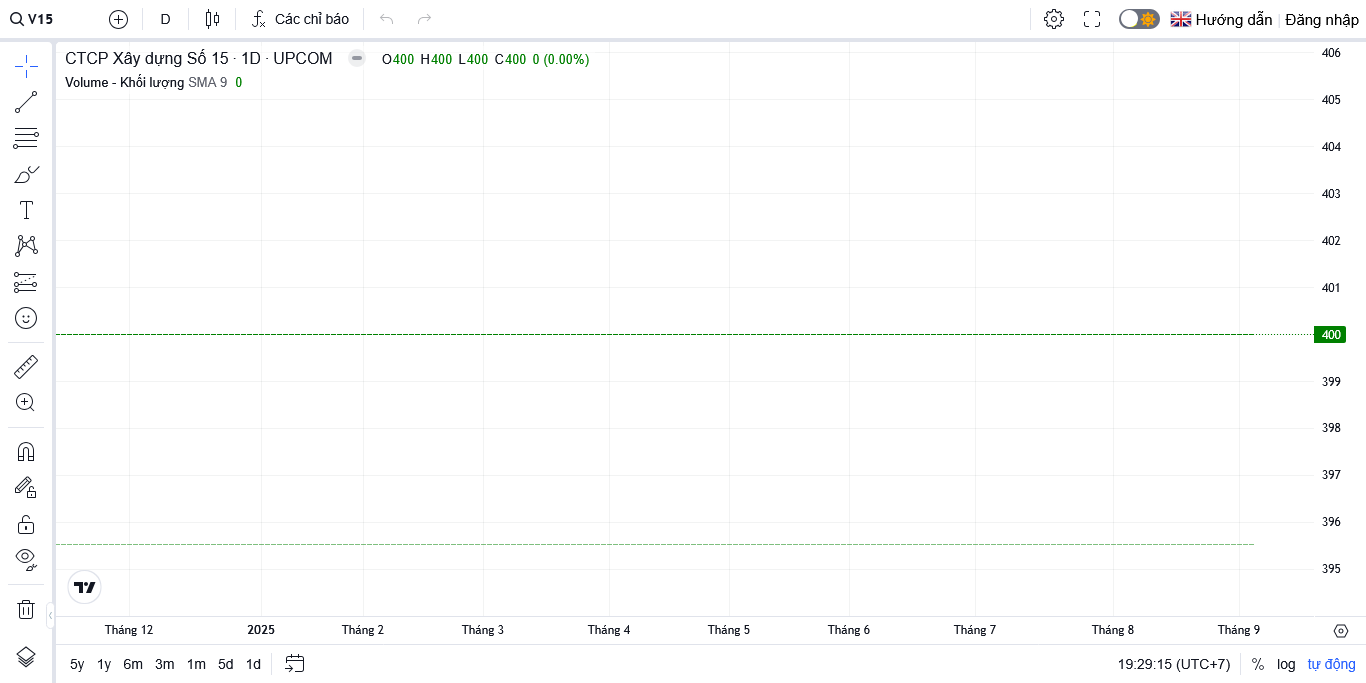 V15 D Các chỉ báo Hướng dẫn Đăng nhập
CTCP Xây dựng Số 15 · 1D · UPCOM O400 H400 L400 C400 0 (0.00%)
Volume - Khối lượng SMA 9 0
406
405
404
403
402
401
400
399
398
397
396
395
Tháng 12 2025 Tháng 2 Tháng 3 Tháng 4 Tháng 5 Tháng 6 Tháng 7 Tháng 8 Tháng 9
5y 1y 6m 3m 1m 5d 1d 19:29:15 (UTC+7) % log tự động